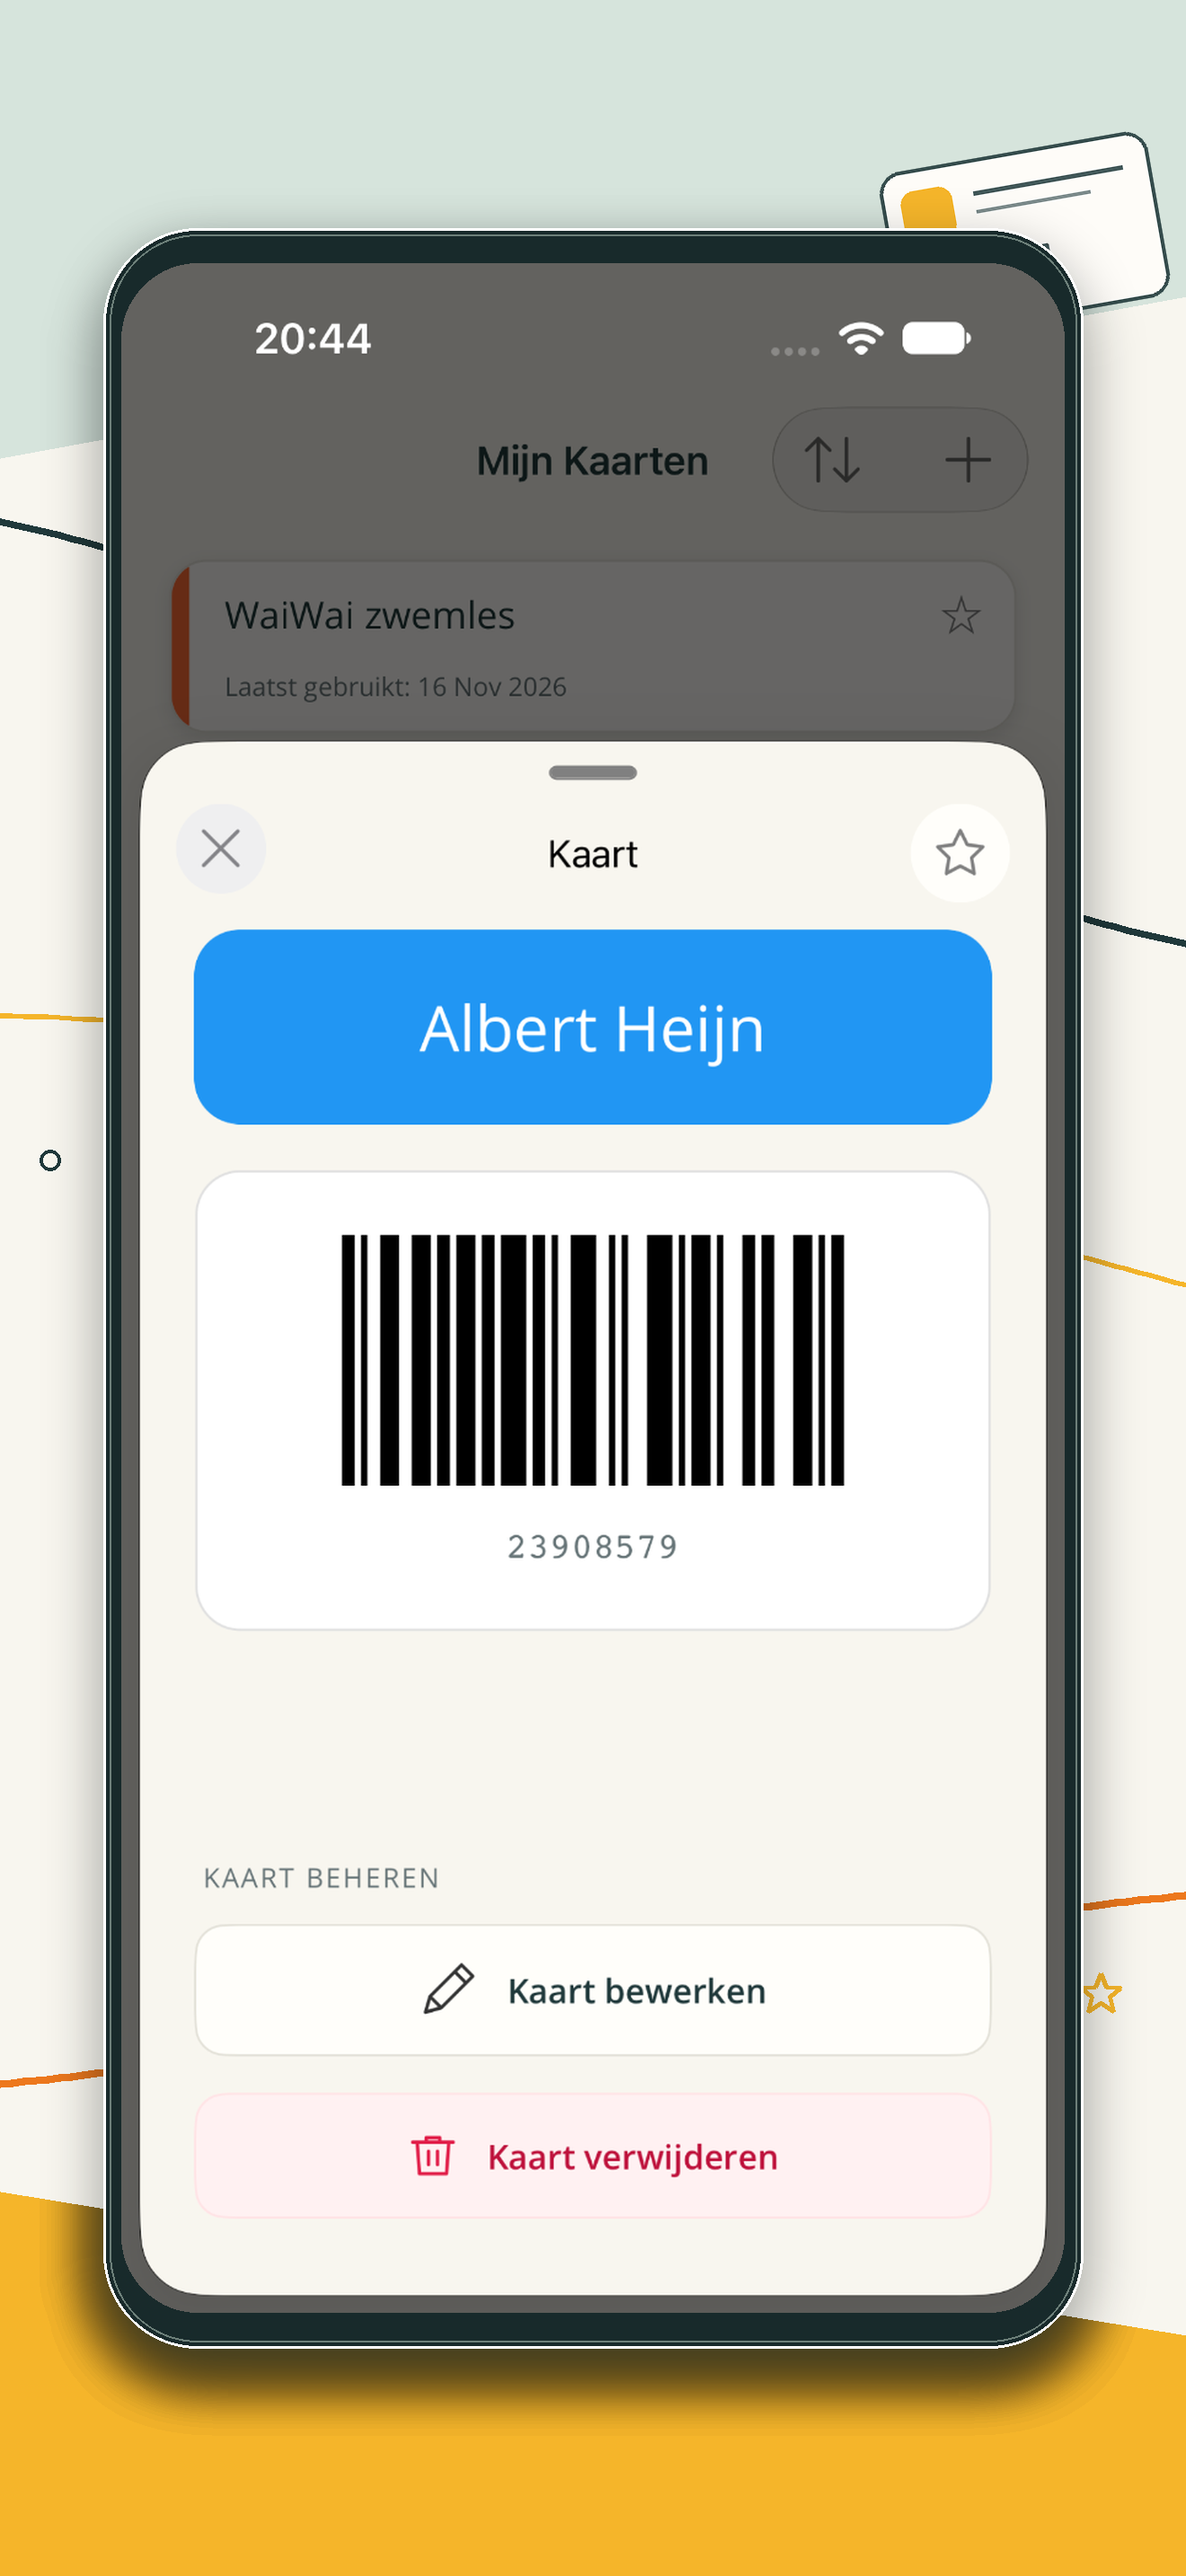 20:44
Mijn Kaarten
WaiWai zwemles
Laatst gebruikt: 16 Nov 2026
Kaart
Albert Heijn
23908579
KAART BEHEREN
Kaart bewerken
Kaart verwijderen